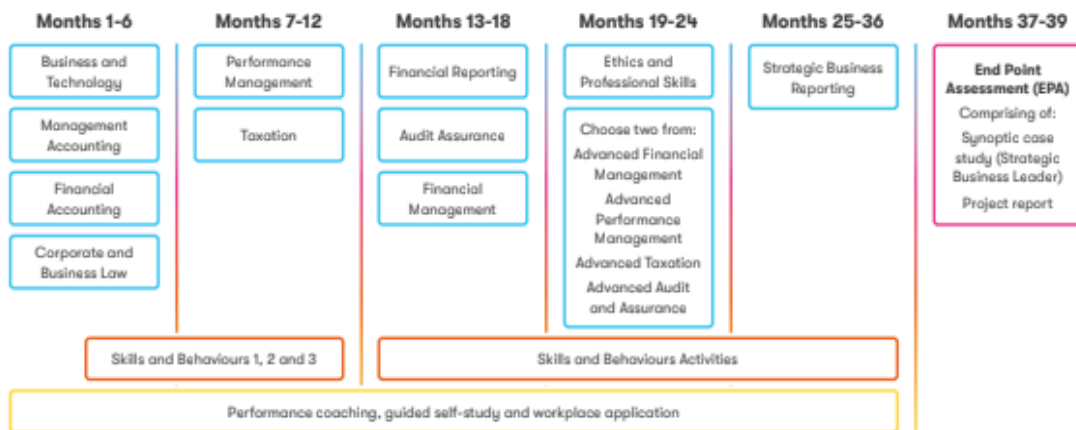 Months 1-6
Business and
Technology
Management
Accounting
Financial
Accounting
Corporate and
Business Law
Months 7-12
Performance
Management
Taxation
Months 13-18
Financial Reporting
Audit Assurance
Financial
Management
Months 19-24
Ethics and
Professional Skills
Choose two from:
Advanced Financial
Management
Advanced
Performance
Management
Advanced Taxation
Advanced Audit
and Assurance
Months 25-36
Strategic Business
Reporting
Months 37-39
End Point
Assessment (EPA)
Comprising of:
Synoptic case
study (Strategic
Business Leader)
Project report
Skills and Behaviours 1, 2 and 3
Skills and Behaviours Activities
Performance coaching, guided self-study and workplace application